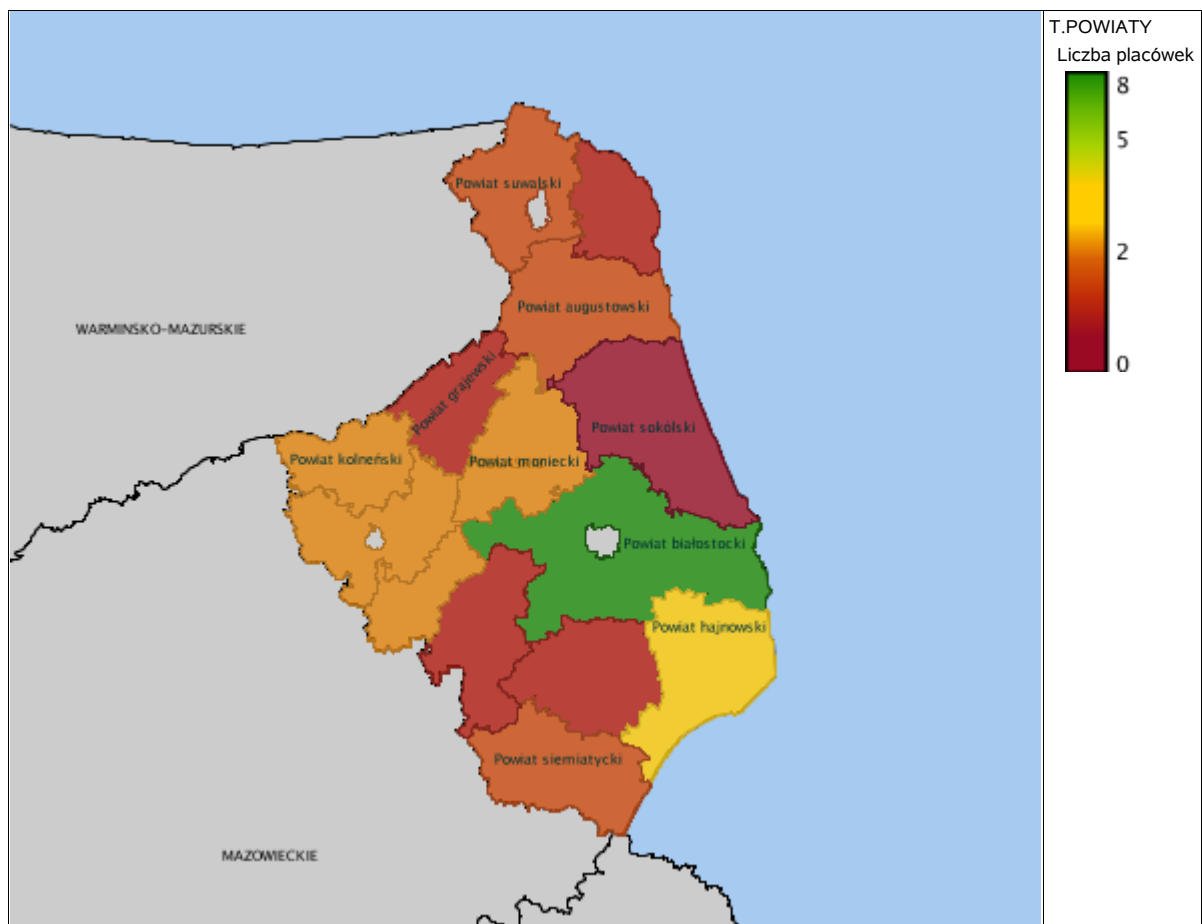 T.POWIATY
Liczba placówek
8
5
2
0
Powiat suwalski
Powiat augustowski
WARMIŃSKO-MAZURSKIE
Powiat grajewski
Powiat sokólski
Powiat kolneński
Powiat moniecki
Powiat białostocki
Powiat hajnowski
Powiat siemiatycki
MAZOWIECKIE